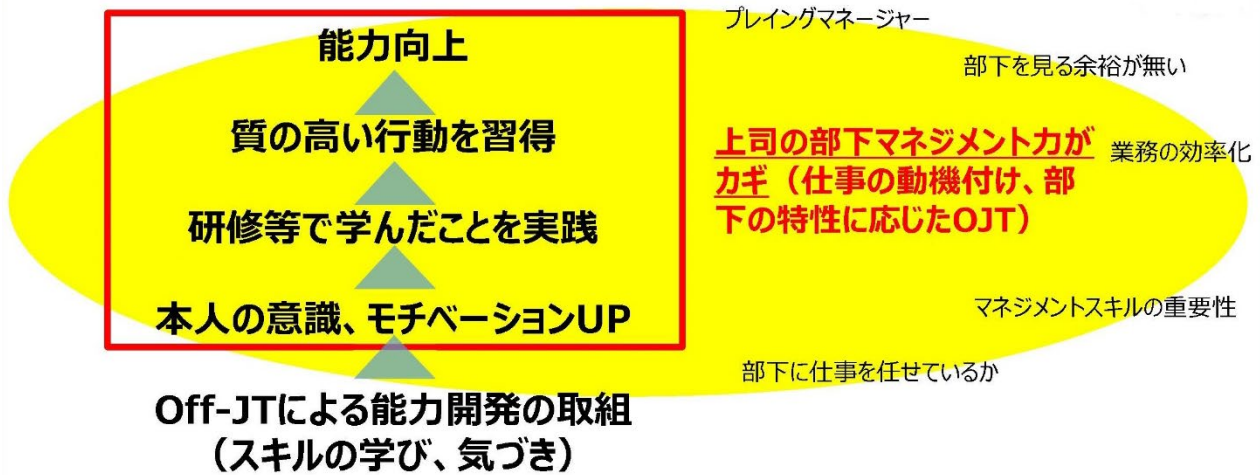 能力向上
質の高い行動を習得
研修等で学んだことを実践
本人の意識、モチベーションUP
Off-JTによる能力開発の取組
（スキルの学び、気づき）
プレイングマネージャー
部下を見る余裕が無い
上司の部下マネジメント力が
カギ（仕事の動機付け、部
下の特性に応じたOJT）
業務の効率化
マネジメントスキルの重要性
部下に仕事を任せているか